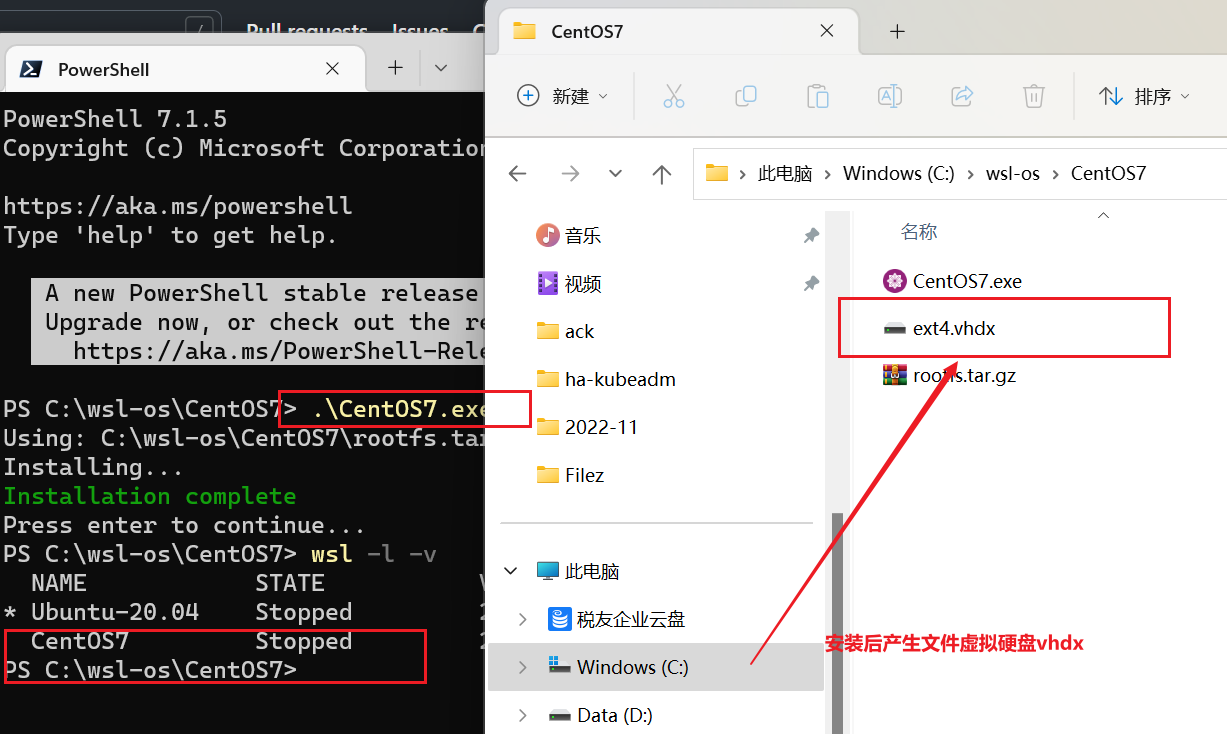 Pull requests Issues
/
PowerShell
PowerShell 7.1.5
Copyright (c) Microsoft Corporation
https://aka.ms/powershell
Type 'help' to get help.
A new PowerShell stable release
Upgrade now, or check out the re
https://aka.ms/PowerShell-Rele
PS C:\wsl-os\CentOS7> .\CentOS7.exe
Using: C:\wsl-os\CentOS7\rootfs.tar
Installing...
Installation complete
Press enter to continue...
PS C:\wsl-os\CentOS7> wsl -l -v
NAME STATE
* Ubuntu-20.04 Stopped 2
CentOS7 Stopped 2
PS C:\wsl-os\CentOS7>
CentOS7
新建
排序
此电脑 > Windows (C:) > wsl-os > CentOS7
音乐
视频
ack
ha-kubeadm
2022-11
Filez
此电脑
税友企业云盘
Windows (C:)
Data (D:)
名称
CentOS7.exe
ext4.vhdx
rootfs.tar.gz
安装后产生文件虚拟硬盘vhdx